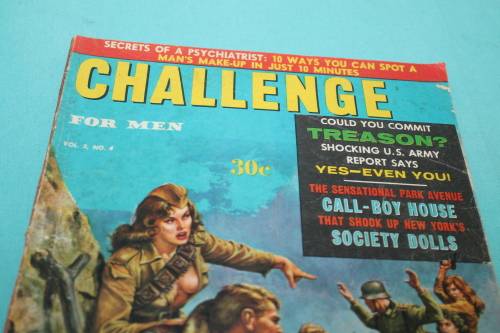 SECRETS OF A PSYCHIATRIST: 10 WAYS YOU CAN SPOT A
MAN'S MAKE-UP IN JUST 10 MINUTES
CHALLENGE
FOR MEN
VOL. 5, NO. 4
30c
COULD YOU COMMIT
TREASON?
SHOCKING U.S. ARMY
REPORT SAYS
YES—EVEN YOU!
THE SENSATIONAL PARK AVENUE
CALL-BOY HOUSE
THAT SHOOK UP NEW YORK'S
SOCIETY DOLLS